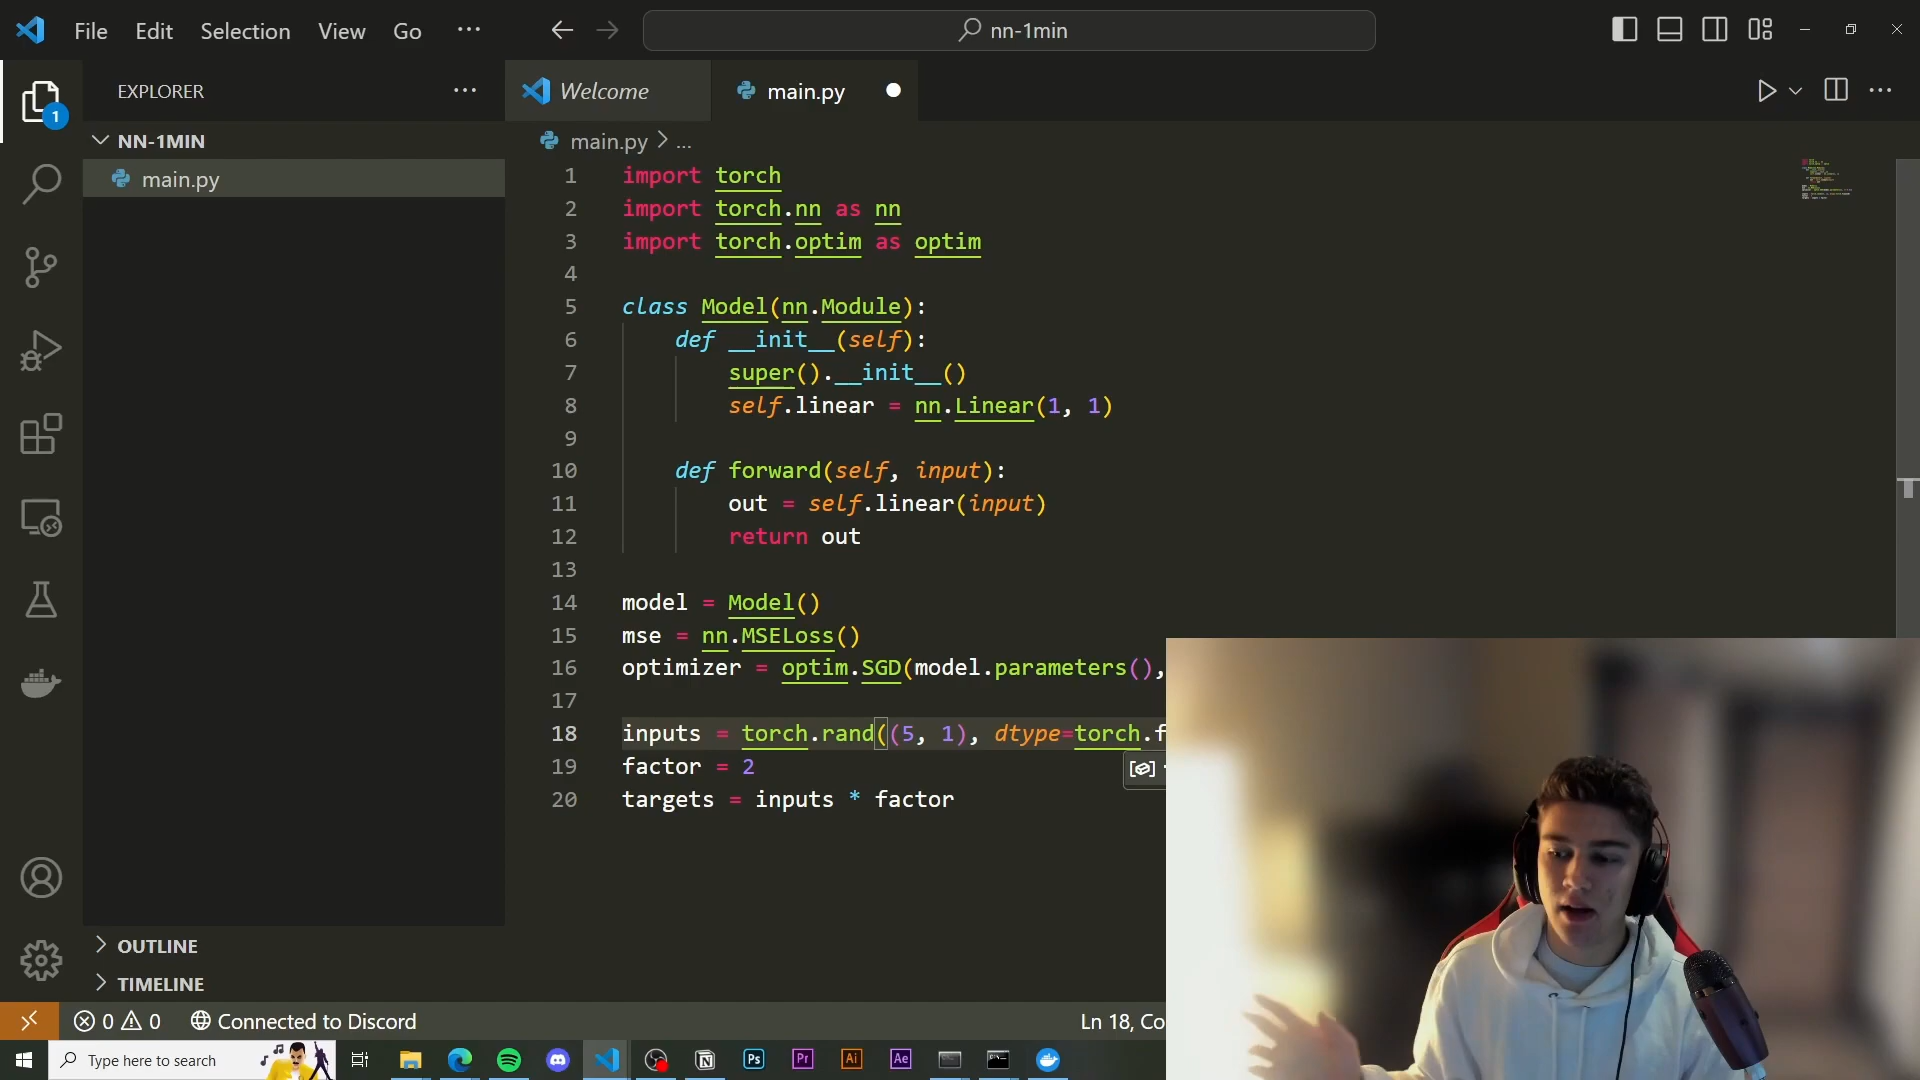 File Edit Selection View Go ···
nn-1min
EXPLORER ···
Welcome
main.py
1
NN-1MIN
main.py > ...
main.py
1 import torch
2 import torch.nn as nn
3 import torch.optim as optim
4
5 class Model(nn.Module):
6 def __init__(self):
7 super().__init__()
8 self.linear = nn.Linear(1, 1)
9
10 def forward(self, input):
11 out = self.linear(input)
12 return out
13
14 model = Model()
15 mse = nn.MSELoss()
16 optimizer = optim.SGD(model.parameters(),
17
18 inputs = torch.rand((5, 1), dtype=torch.f
19 factor = 2
20 targets = inputs * factor
OUTLINE
TIMELINE
0 0 Connected to Discord
Ln 18, Co
Type here to search
Ps Pr Ai Ae